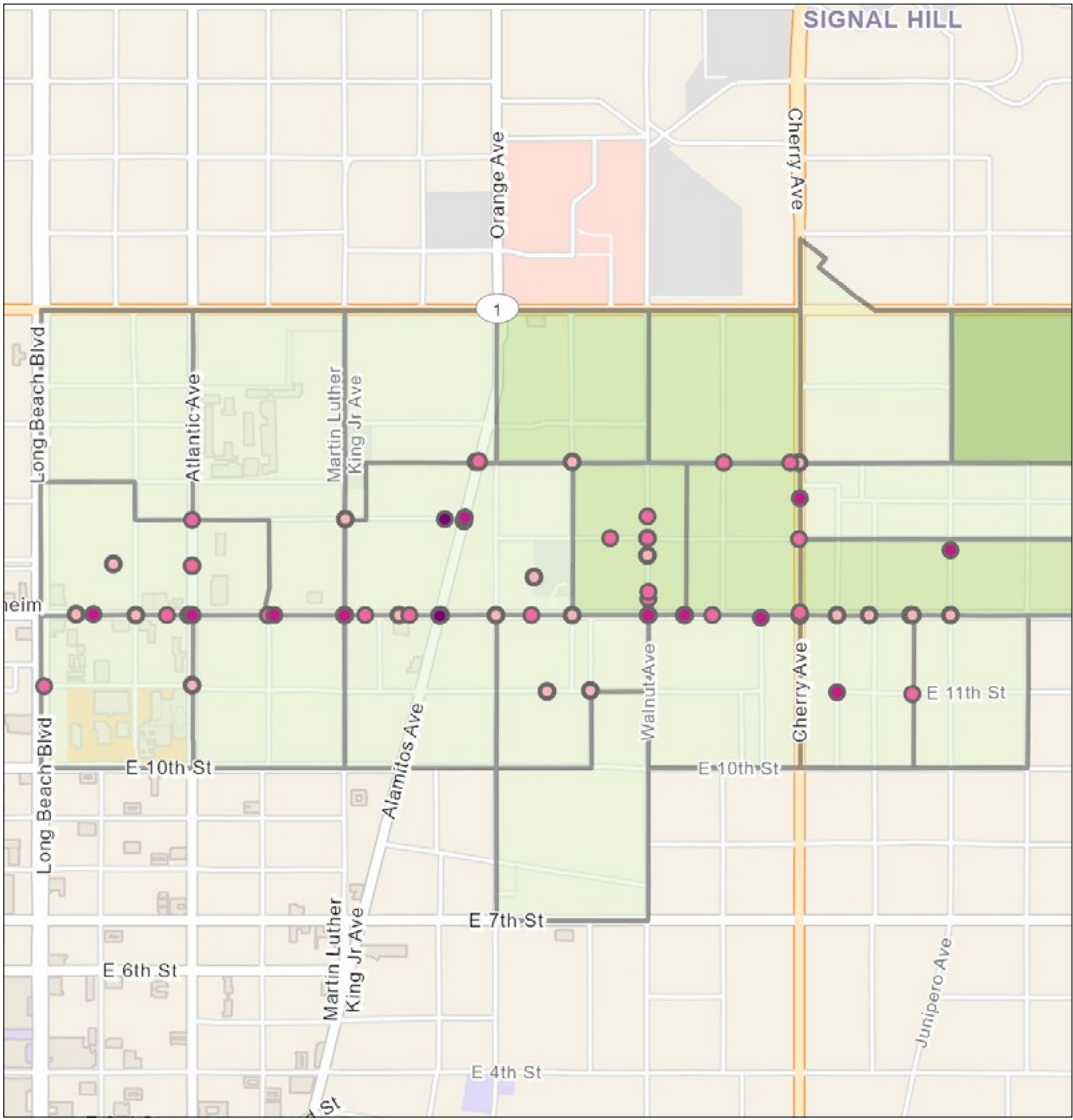 SIGNAL HILL
Cherry Ave
Orange Ave
1
Long Beach Blvd
Atlantic Ave
Martin Luther
King Jr Ave
heim
Walnut Ave
Cherry Ave
E 11th St
Long Beach Blvd
Alamitos Ave
E 10th St
E 10th St
E 7th St
Martin Luther
King Jr Ave
E 6th St
Junipero Ave
E 4th St
d St